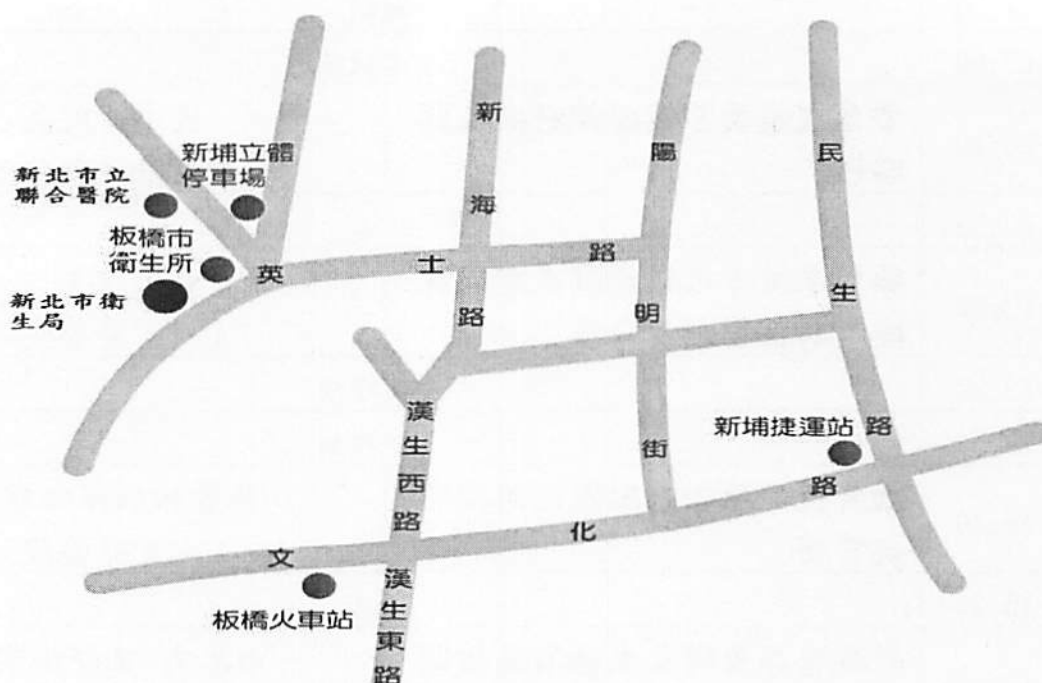 新北市立
聯合醫院
新埔立體
停車場
板橋市
衛生所
新北市衛
生局
英士路
新海路
陽明街
民生路
漢生西路
新埔捷運站
文化路
板橋火車站
漢生東路